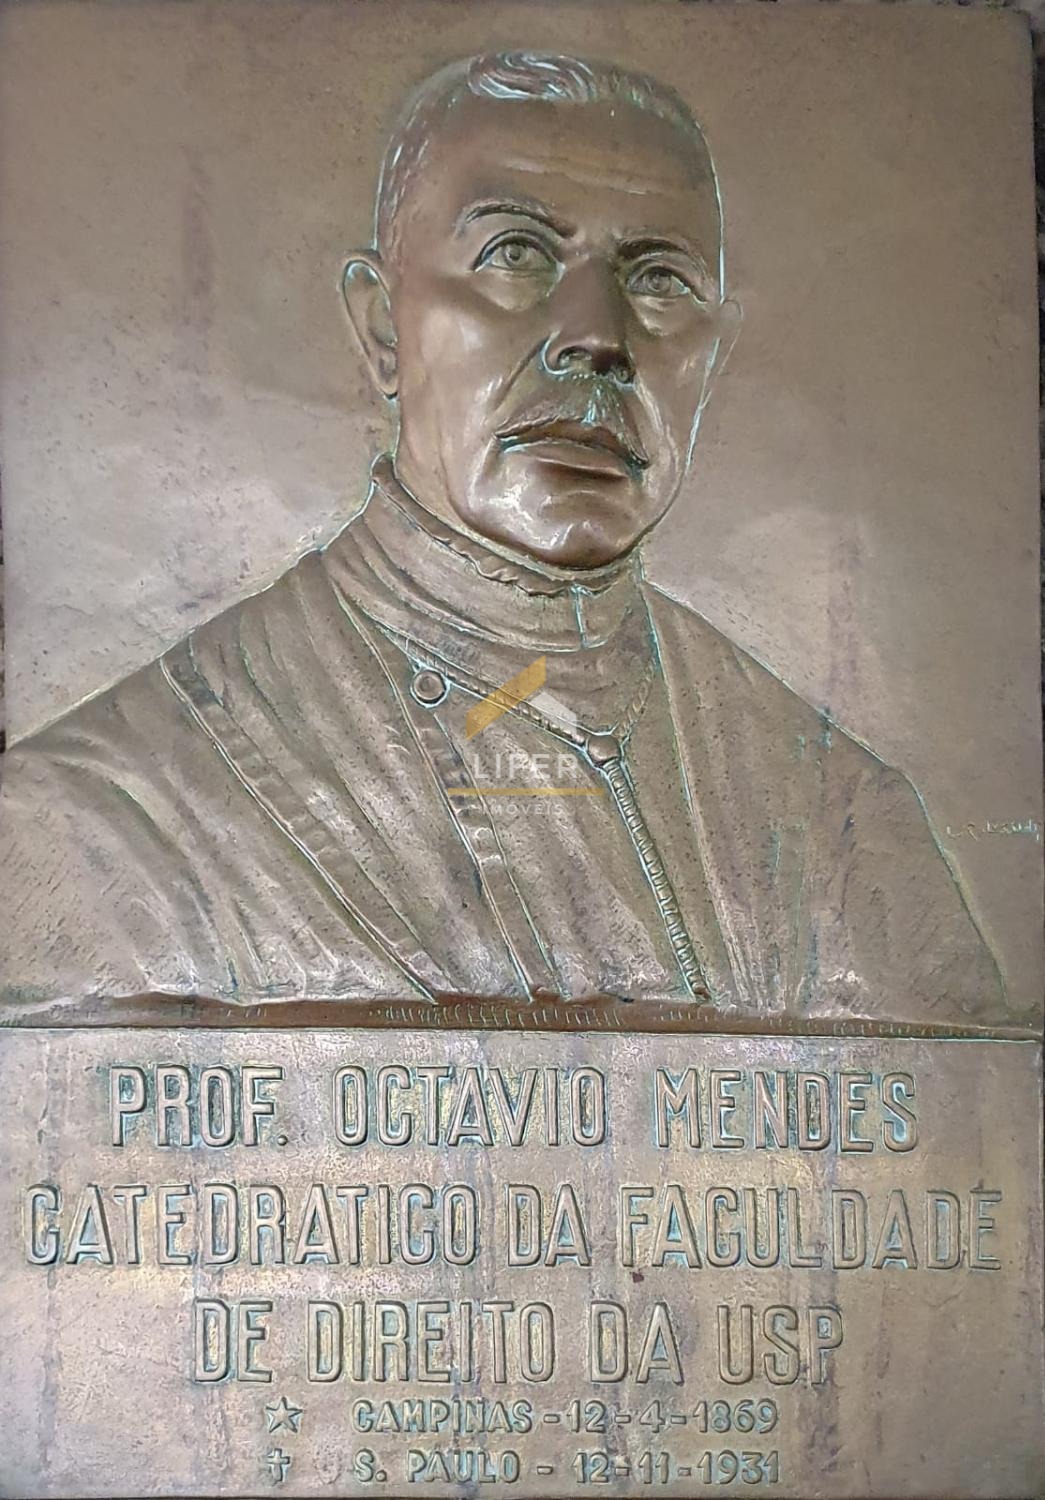 LIFER
IMÓVEIS
PROF. OCTAVIO MENDES
CATEDRATICO DA FACULDADE
DE DIREITO DA USP
☆ CAMPINAS - 12 - 4 - 1869
✝ S. PAULO - 12 - 11 - 1931